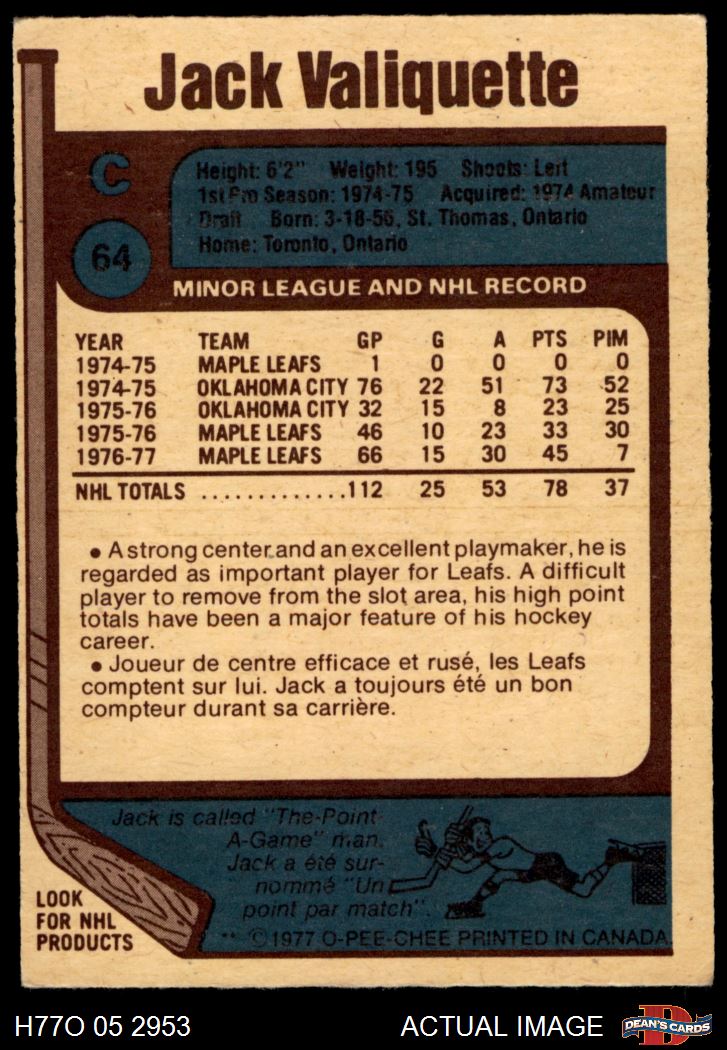 Jack Valiquette
C
64
Height: 6'2" Weight: 195 Shoots: Left
1st Pro Season: 1974-75 Acquired: 1974 Amateur
Draft Born: 3-18-56, St. Thomas, Ontario
Home: Toronto, Ontario
MINOR LEAGUE AND NHL RECORD
YEAR TEAM GP G A PTS PIM
1974-75 MAPLE LEAFS 1 0 0 0 0
1974-75 OKLAHOMA CITY 76 22 51 73 52
1975-76 OKLAHOMA CITY 32 15 8 23 25
1975-76 MAPLE LEAFS 46 10 23 33 30
1976-77 MAPLE LEAFS 66 15 30 45 7
NHL TOTALS .............112 25 53 78 37
• A strong center and an excellent playmaker, he is
regarded as important player for Leafs. A difficult
player to remove from the slot area, his high point
totals have been a major feature of his hockey
career.
• Joueur de centre efficace et rusé, les Leafs
comptent sur lui. Jack a toujours été un bon
compteur durant sa carrière.
Jack is called "The-Point-
A-Game" man.
Jack a été sur-
nommé "Un
point par match".
LOOK
FOR NHL
PRODUCTS
** ©1977 O-PEE-CHEE PRINTED IN CANADA
H77O 05 2953
ACTUAL IMAGE
D
DEAN'S CARDS